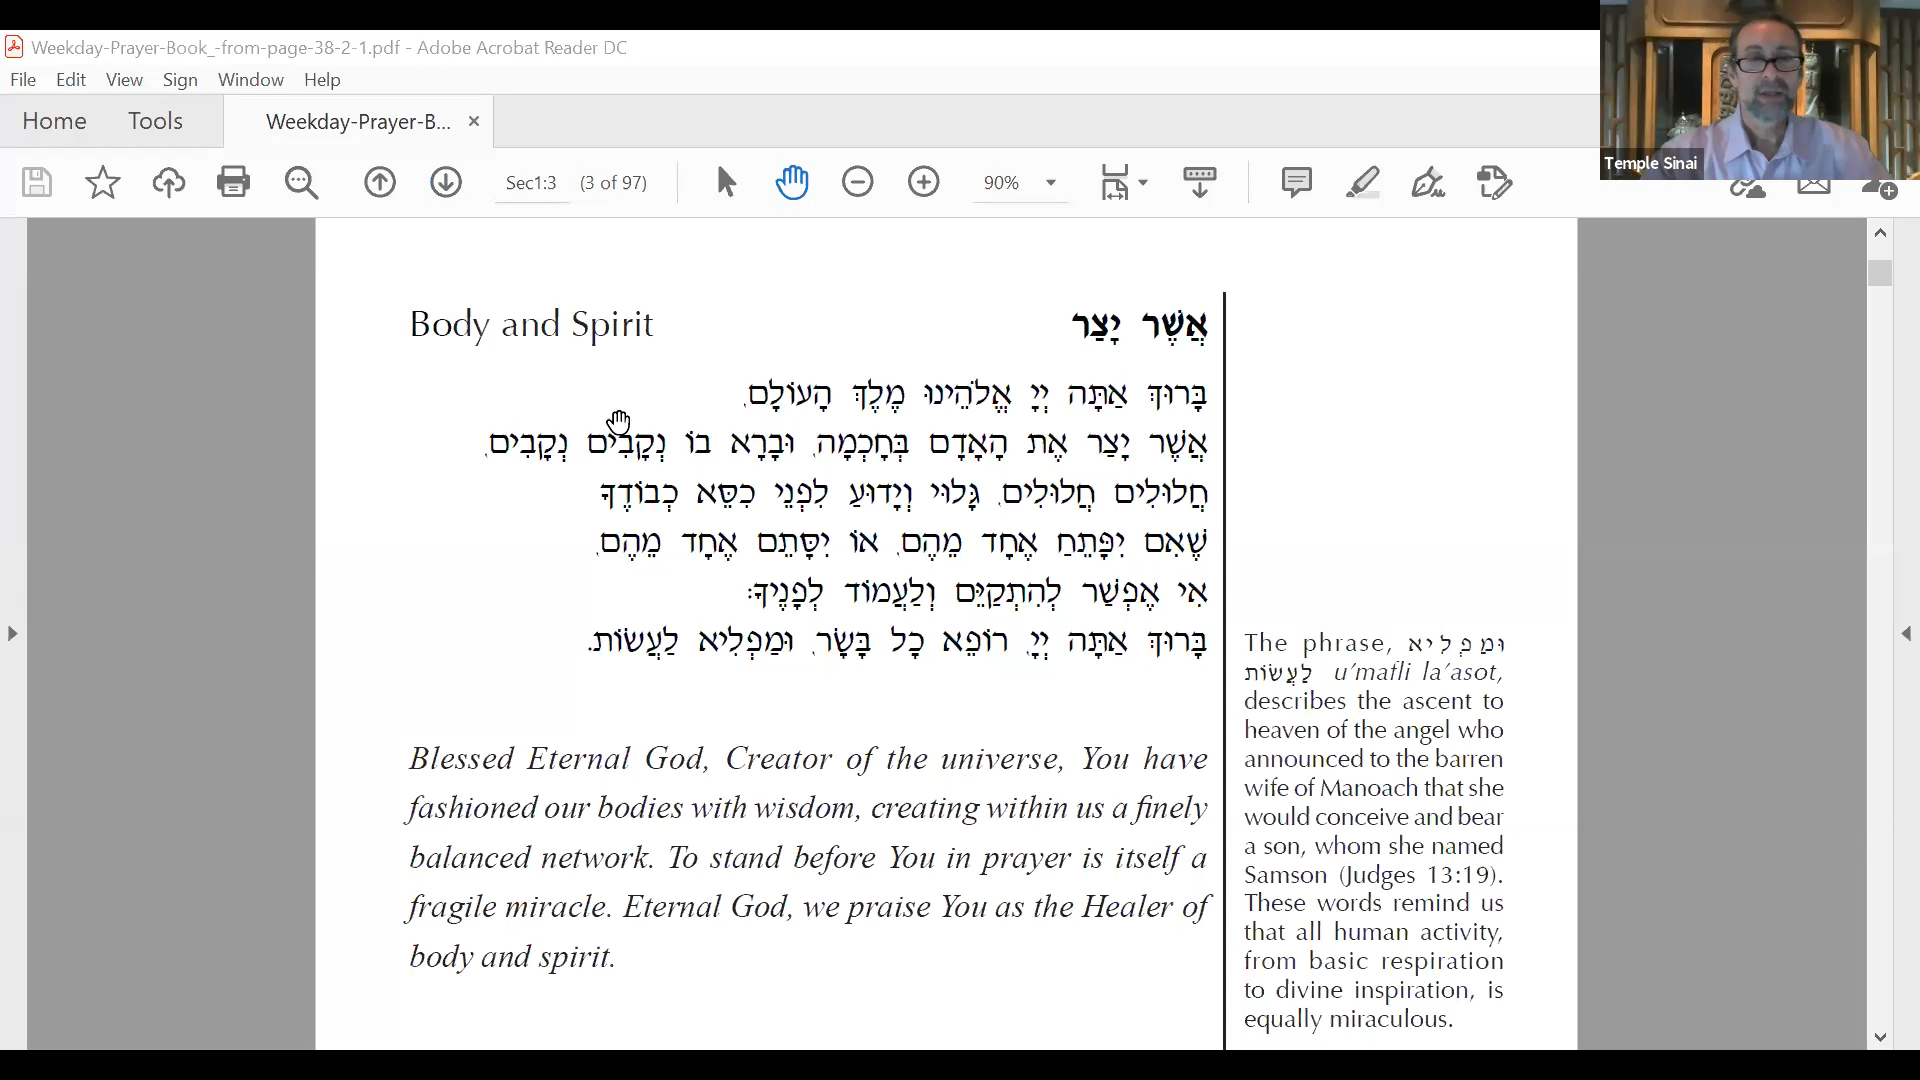 Weekday-Prayer-Book_-from-page-38-2-1.pdf - Adobe Acrobat Reader DC
File Edit View Sign Window Help
Home Tools Weekday-Prayer-B... ×
Sec1:3 (3 of 97) 90%
Temple Sinai
Body and Spirit אֲשֶׁר יָצַר
בָּרוּךְ אַתָּה יְיָ אֱלֹהֵינוּ מֶלֶךְ הָעוֹלָם,
אֲשֶׁר יָצַר אֶת הָאָדָם בְּחָכְמָה, וּבָרָא בוֹ נְקָבִים נְקָבִים,
חֲלוּלִים חֲלוּלִים, גָּלוּי וְיָדוּעַ לִפְנֵי כִסֵּא כְבוֹדֶךָ
שֶׁאִם יִפָּתֵחַ אֶחָד מֵהֶם, אוֹ יִסָּתֵם אֶחָד מֵהֶם,
אִי אֶפְשַׁר לְהִתְקַיֵּם וְלַעֲמוֹד לְפָנֶיךָ:
בָּרוּךְ אַתָּה יְיָ, רוֹפֵא כָל בָּשָׂר, וּמַפְלִיא לַעֲשׂוֹת.
Blessed Eternal God, Creator of the universe, You have
fashioned our bodies with wisdom, creating within us a finely
balanced network. To stand before You in prayer is itself a
fragile miracle. Eternal God, we praise You as the Healer of
body and spirit.
The phrase, וּמַפְלִיא
לַעֲשׂוֹת u'mafli la'asot,
describes the ascent to
heaven of the angel who
announced to the barren
wife of Manoach that she
would conceive and bear
a son, whom she named
Samson (Judges 13:19).
These words remind us
that all human activity,
from basic respiration
to divine inspiration, is
equally miraculous.